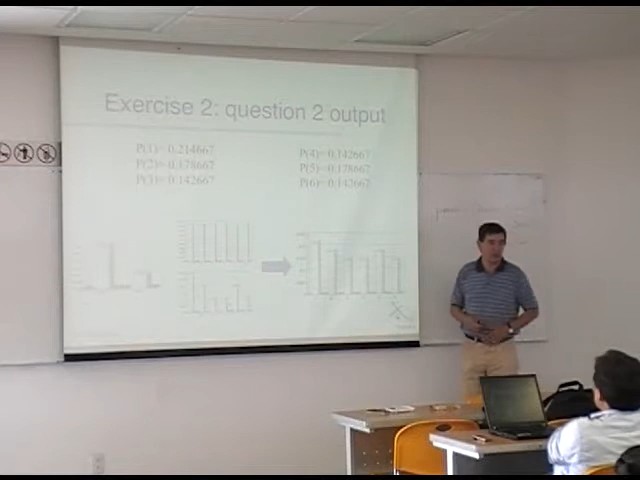 Exercise 2: question 2 output
P(1)= 0.214667
P(2)= 0.178667
P(3)= 0.142667
P(4)= 0.142667
P(5)= 0.178667
P(6)= 0.142667